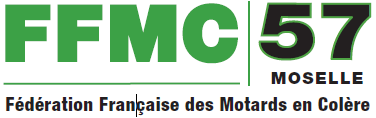 FFMC 57
MOSELLE
Fédération Française des Motards en Colère